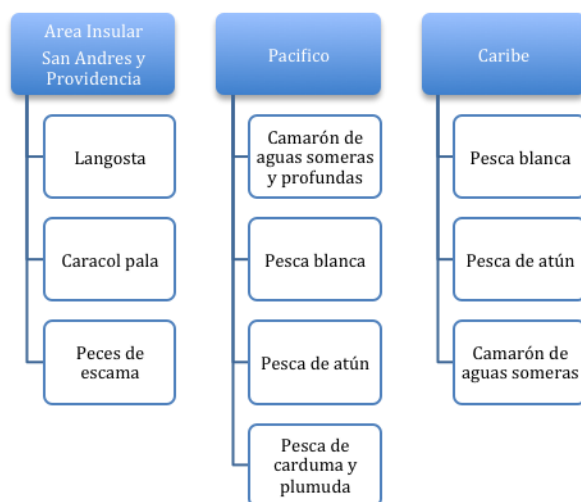 Area Insular
San Andres y
Providencia
Langosta
Caracol pala
Peces de
escama
Pacifico
Camarón de
aguas someras
y profundas
Pesca blanca
Pesca de atún
Pesca de
carduma y
plumuda
Caribe
Pesca blanca
Pesca de atún
Camarón de
aguas someras